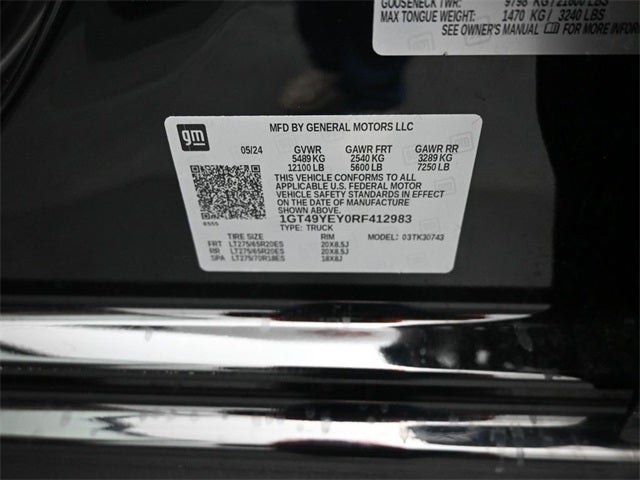 GOOSENECK TWR: 9798 KG / 21600 LBS
MAX TONGUE WEIGHT: 1470 KG / 3240 LBS
SEE OWNER'S MANUAL FOR MORE INFOR
gm
MFD BY GENERAL MOTORS LLC
05/24 GVWR GAWR FRT GAWR RR
5489 KG 2540 KG 3289 KG
12100 LB 5600 LB 7250 LB
THIS VEHICLE CONFORMS TO ALL
APPLICABLE U.S. FEDERAL MOTOR
VEHICLE SAFETY STANDARDS IN EFFECT
ON THE DATE OF MANUFACTURE
SHOWN ABOVE.
1GT49YEY0RF412983
TYPE: TRUCK
TIRE SIZE RIM MODEL: 03TK30743
FRT LT275/65R20ES 20X8.5J
RR LT275/65R20ES 20X8.5J
SPA LT275/70R18ES 18X8J